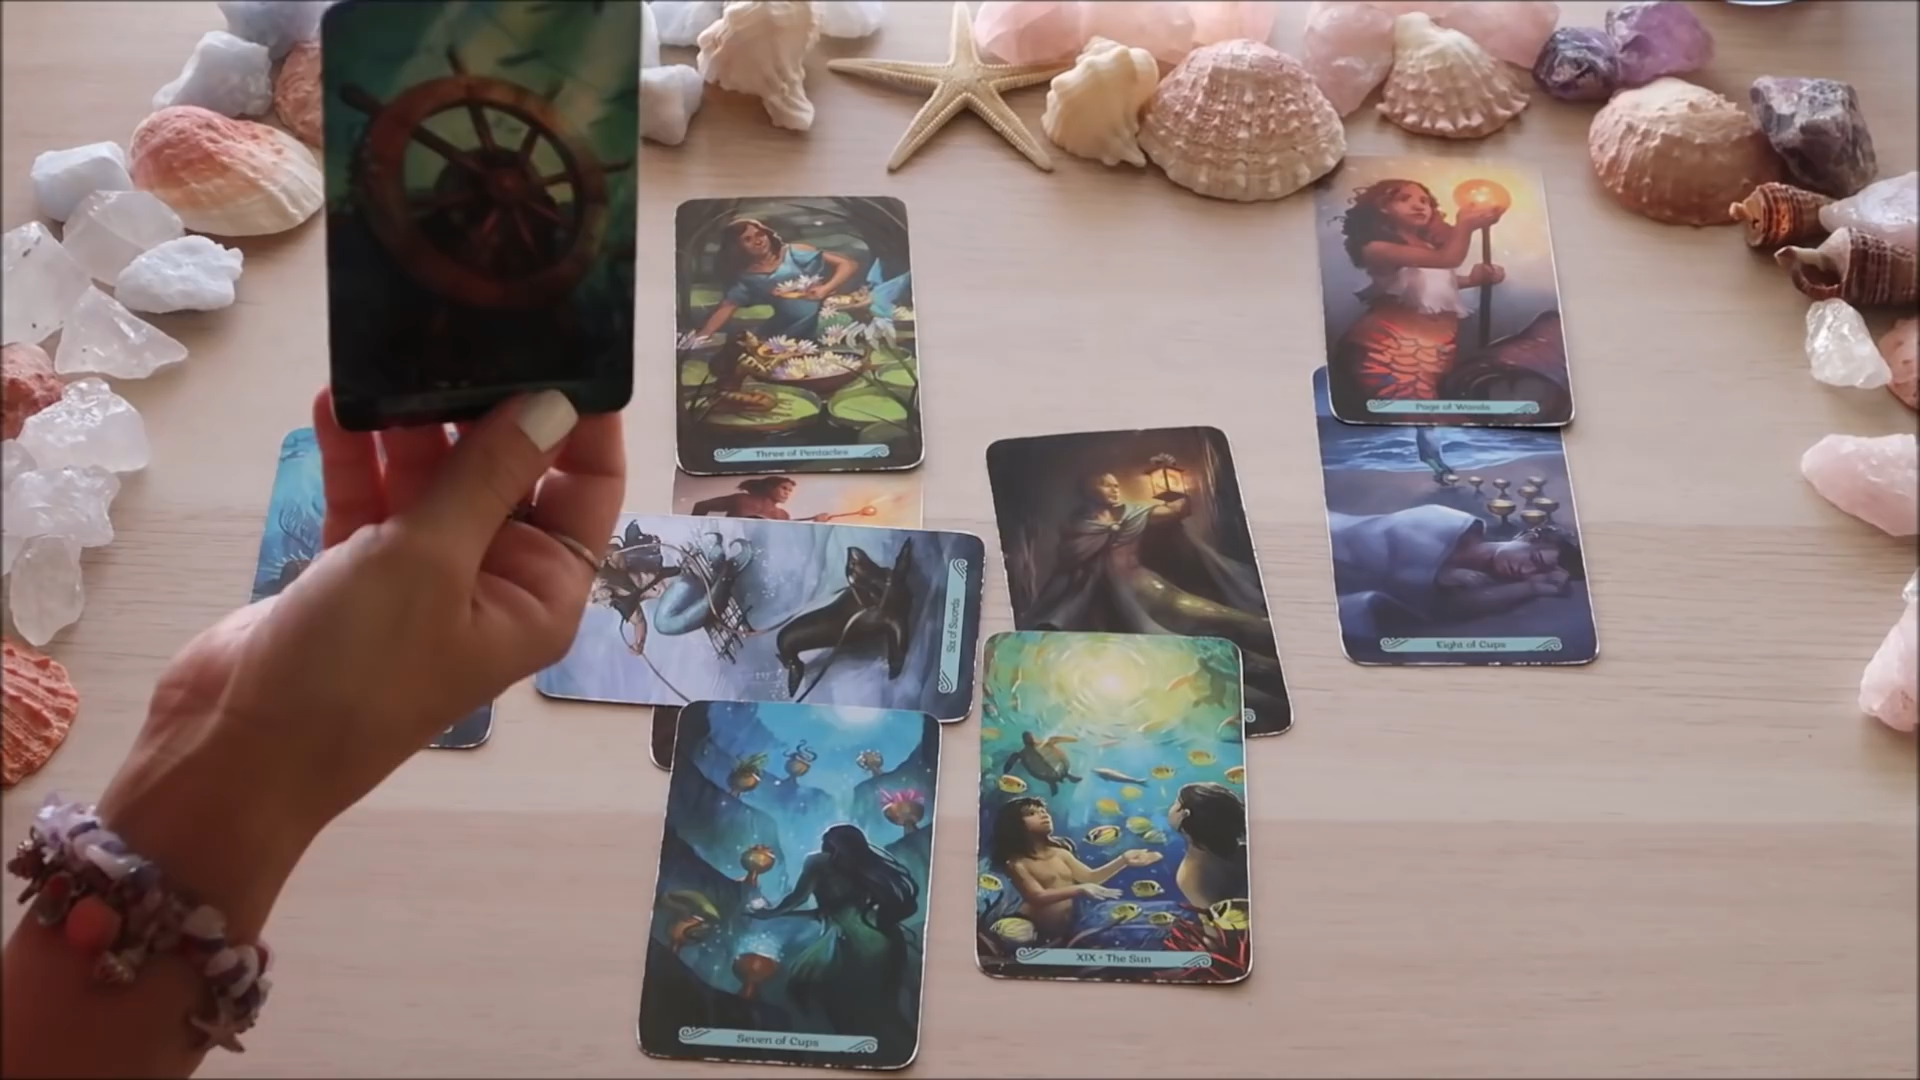 Three of Pentacles
Page of Wands
Six of Swords
Eight of Cups
XIX • The Sun
Seven of Cups